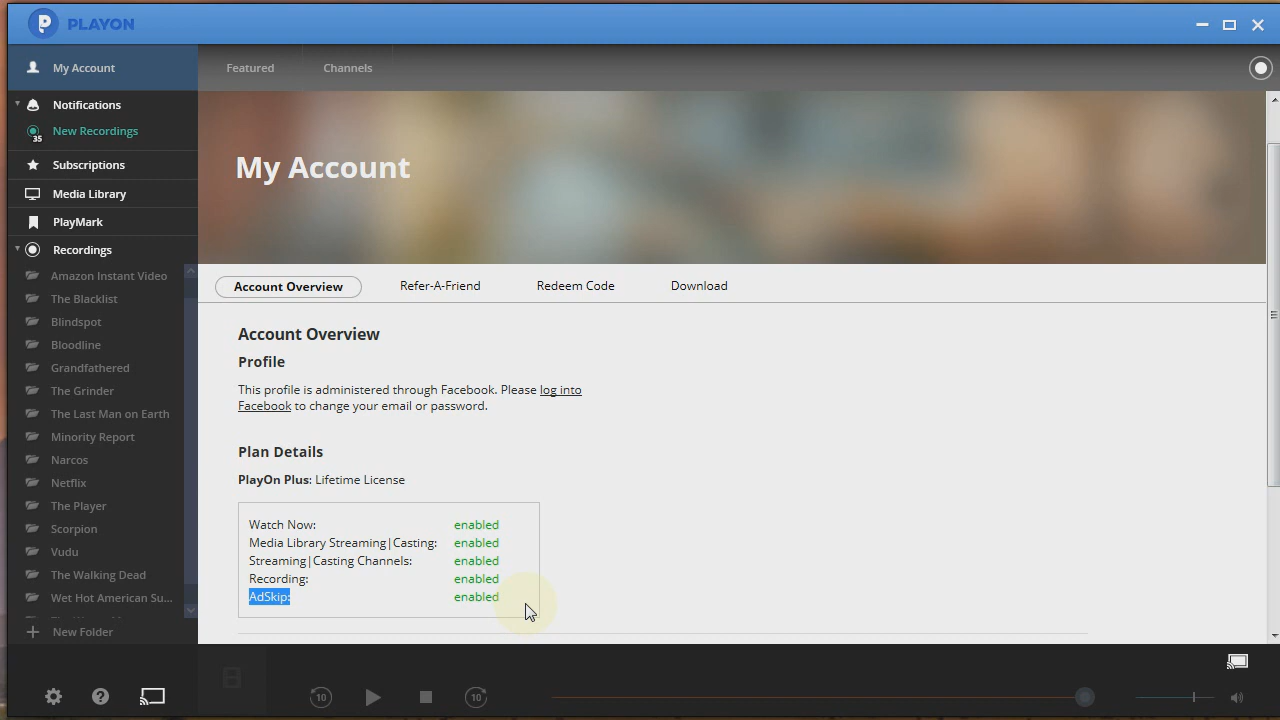 PLAYON
My Account
Featured
Channels
Notifications
35
New Recordings
Subscriptions
Media Library
PlayMark
Recordings
Amazon Instant Video
The Blacklist
Blindspot
Bloodline
Grandfathered
The Grinder
The Last Man on Earth
Minority Report
Narcos
Netflix
The Player
Scorpion
Vudu
The Walking Dead
Wet Hot American Su...
New Folder
My Account
Account Overview
Refer-A-Friend
Redeem Code
Download
Account Overview
Profile
This profile is administered through Facebook. Please log into
Facebook to change your email or password.
Plan Details
PlayOn Plus: Lifetime License
Watch Now: enabled
Media Library Streaming|Casting: enabled
Streaming|Casting Channels: enabled
Recording: enabled
AdSkip: enabled
10
10